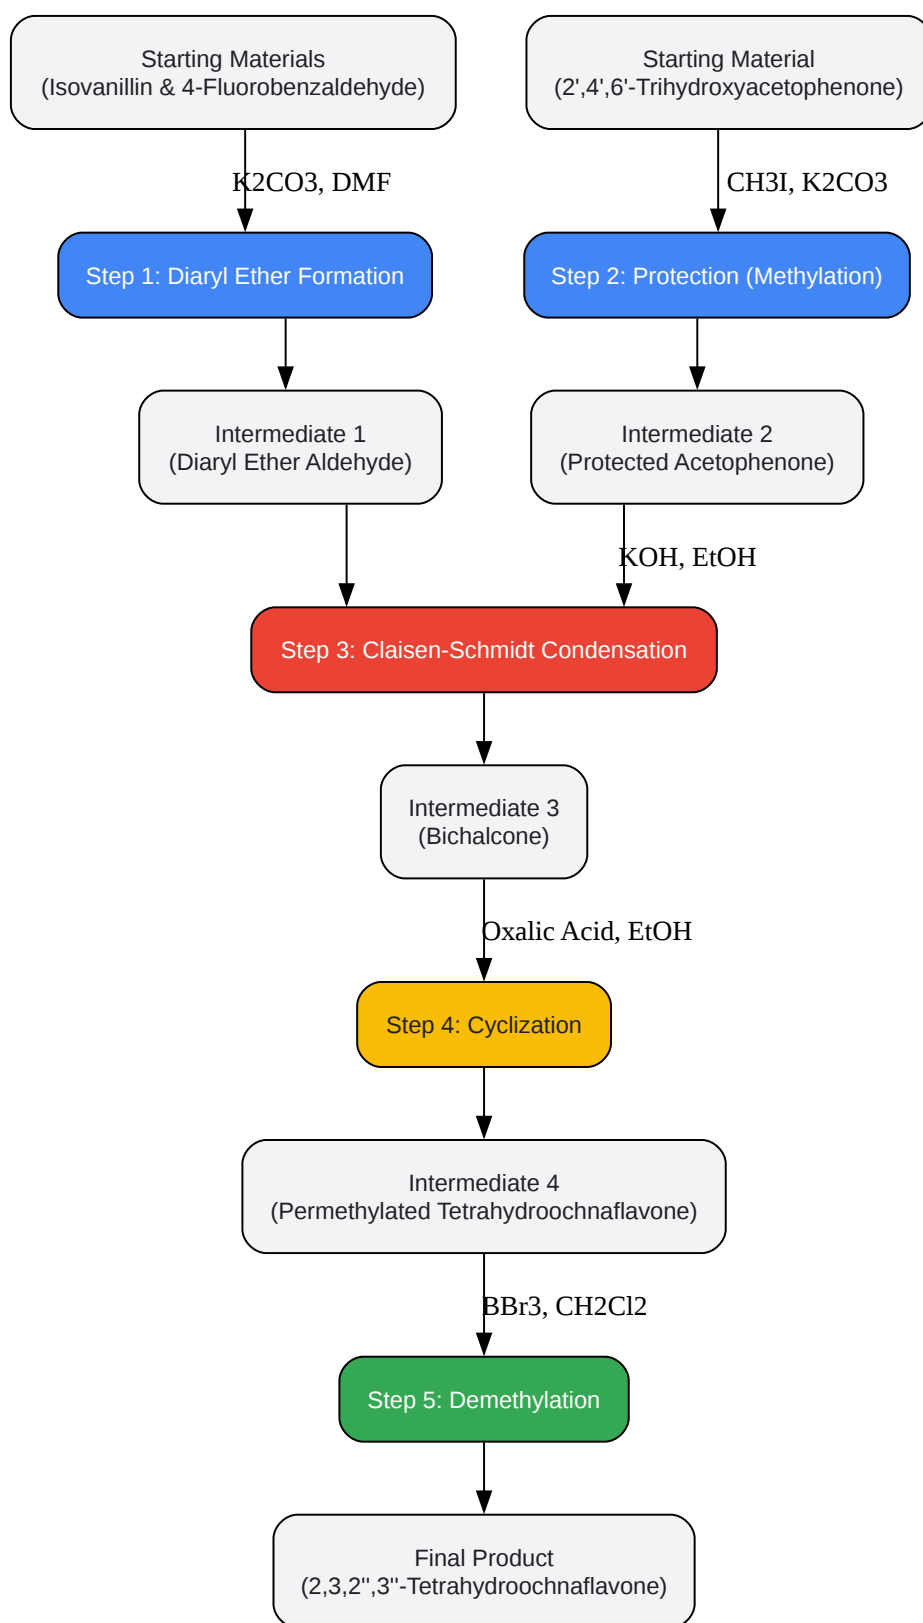 Starting Materials
(Isovanillin & 4-Fluorobenzaldehyde)
Starting Material
(2',4',6'-Trihydroxyacetophenone)
K2CO3, DMF
CH3I, K2CO3
Step 1: Diaryl Ether Formation
Step 2: Protection (Methylation)
Intermediate 1
(Diaryl Ether Aldehyde)
Intermediate 2
(Protected Acetophenone)
KOH, EtOH
Step 3: Claisen-Schmidt Condensation
Intermediate 3
(Bichalcone)
Oxalic Acid, EtOH
Step 4: Cyclization
Intermediate 4
(Permethylated Tetrahydroochnaflavone)
BBr3, CH2Cl2
Step 5: Demethylation
Final Product
(2,3,2'',3''-Tetrahydroochnaflavone)